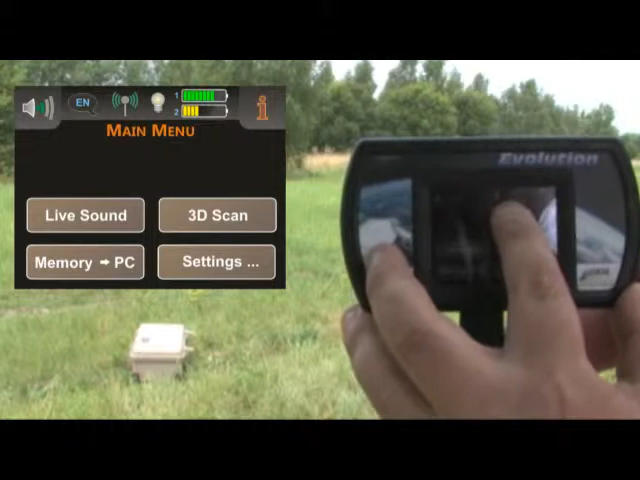 EN
1
2
i
MAIN MENU
Live Sound
3D Scan
Memory ➡ PC
Settings ...
Evolution